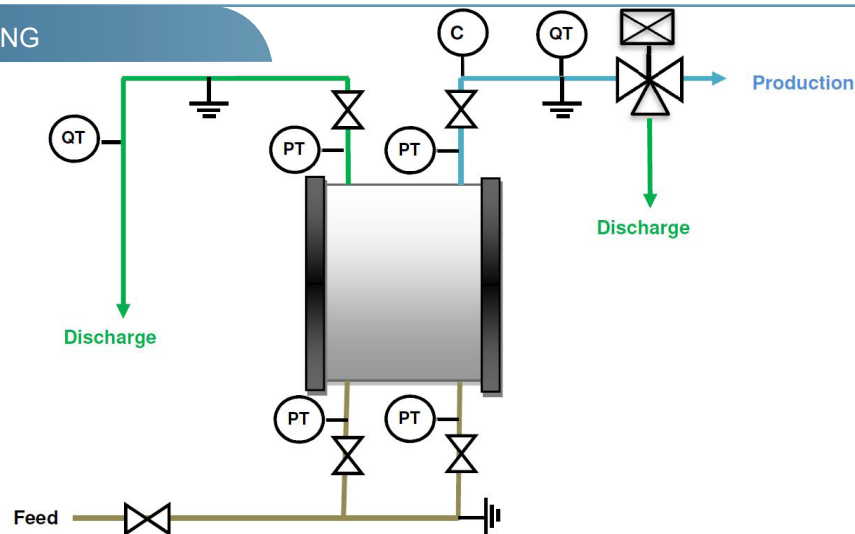 NG
C
QT
Production
QT
PT
PT
Discharge
Discharge
PT
PT
Feed